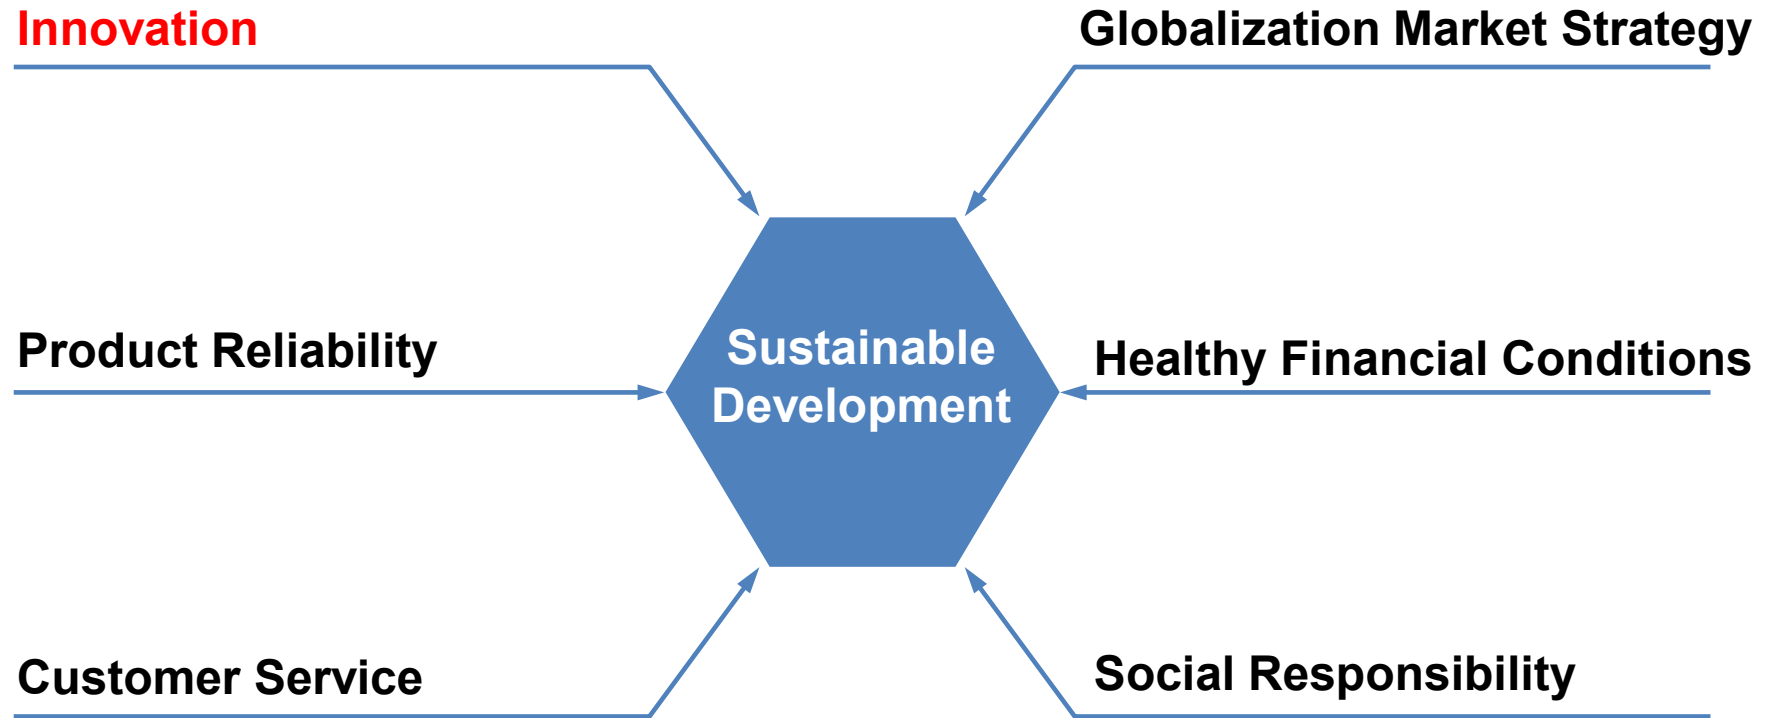 Innovation
Globalization Market Strategy
Product Reliability
Sustainable
Development
Healthy Financial Conditions
Customer Service
Social Responsibility